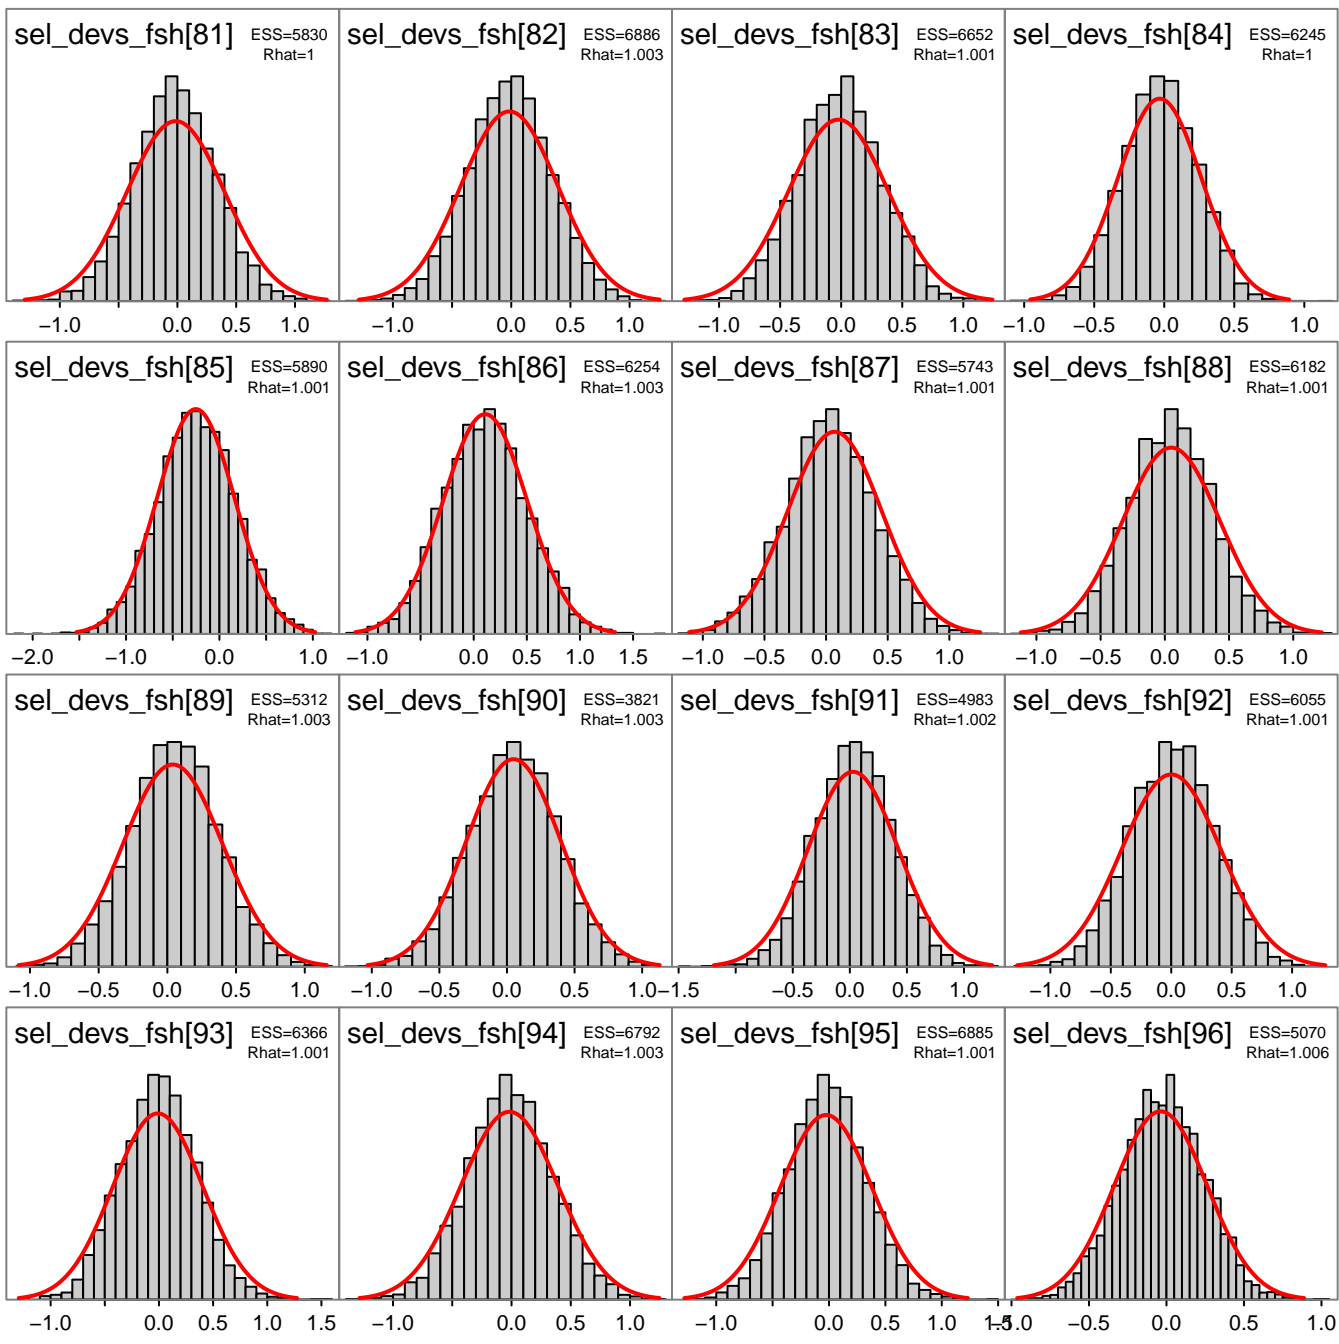 sel_devs_fsh[81] ESS=5830
Rhat=1
sel_devs_fsh[82] ESS=6886
Rhat=1.003
sel_devs_fsh[83] ESS=6652
Rhat=1.001
sel_devs_fsh[84] ESS=6245
Rhat=1
−1.0 0.0 0.5 1.0
−1.0 0.0 0.5 1.0
−1.0 −0.5 0.0 0.5 1.0
−1.0 −0.5 0.0 0.5 1.0
sel_devs_fsh[85] ESS=5890
Rhat=1.001
sel_devs_fsh[86] ESS=6254
Rhat=1.003
sel_devs_fsh[87] ESS=5743
Rhat=1.001
sel_devs_fsh[88] ESS=6182
Rhat=1.001
−2.0 −1.0 0.0 1.0
−1.0 0.0 0.5 1.5
−1.0 −0.5 0.0 0.5 1.0
−1.0 −0.5 0.0 0.5 1.0
sel_devs_fsh[89] ESS=5312
Rhat=1.003
sel_devs_fsh[90] ESS=3821
Rhat=1.003
sel_devs_fsh[91] ESS=4983
Rhat=1.002
sel_devs_fsh[92] ESS=6055
Rhat=1.001
−1.0 −0.5 0.0 0.5 1.0
−1.0 −0.5 0.0 0.5 1.0
−1.5 −0.5 0.0 0.5 1.0
−1.0 −0.5 0.0 0.5 1.0
sel_devs_fsh[93] ESS=6366
Rhat=1.001
sel_devs_fsh[94] ESS=6792
Rhat=1.003
sel_devs_fsh[95] ESS=6885
Rhat=1.001
sel_devs_fsh[96] ESS=5070
Rhat=1.006
−1.0 0.0 0.5 1.0 1.5
−1.0 0.0 0.5 1.0
−1.0 0.0 0.5 1.0 1.5
−1.0 −0.5 0.0 0.5 1.0